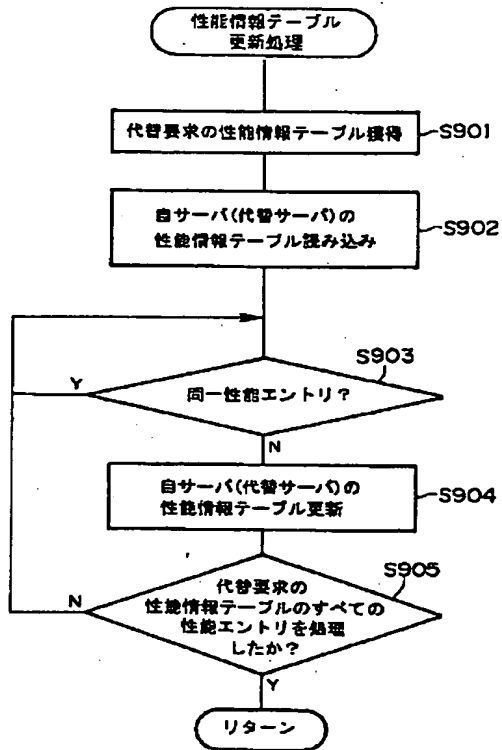 性能情報テーブル
更新処理
代替要求の性能情報テーブル獲得
S901
自サーバ(代替サーバ)の
性能情報テーブル読み込み
S902
S903
Y
同一性能エントリ?
N
自サーバ(代替サーバ)の
性能情報テーブル更新
S904
S905
N
代替要求の
性能情報テーブルのすべての
性能エントリを処理
したか?
Y
リターン